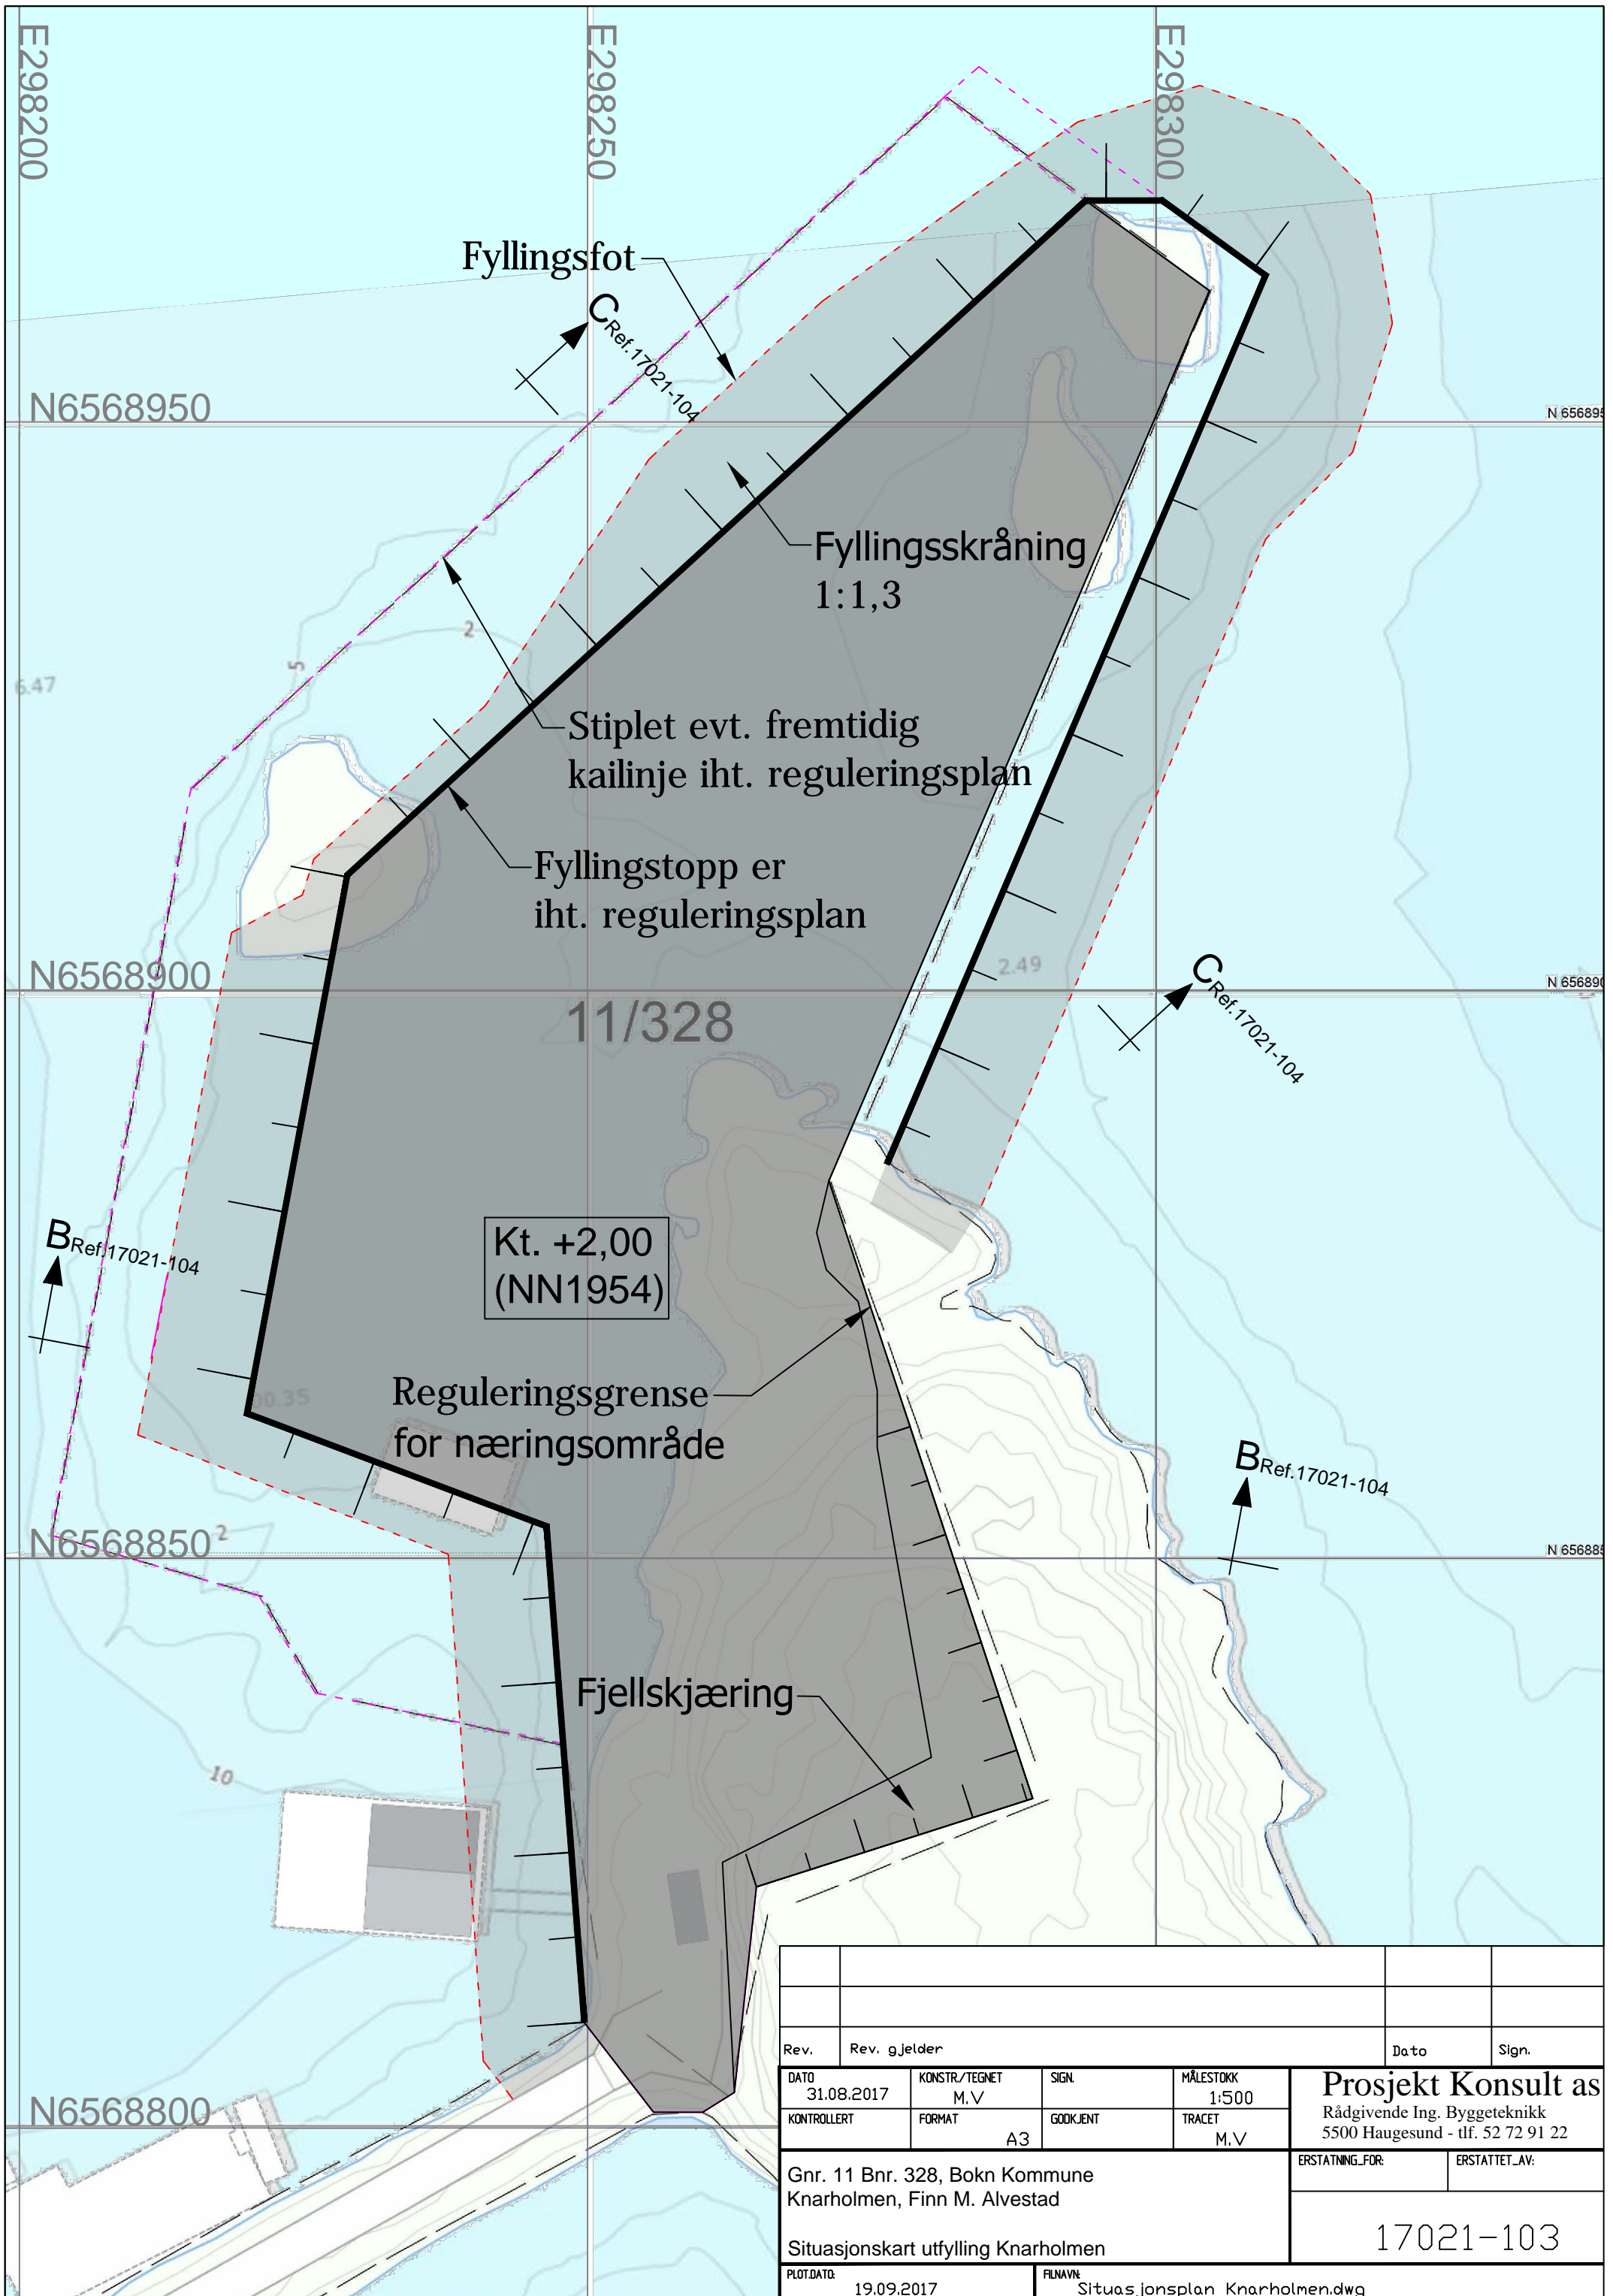 E298200
E298250
E298300
Fyllingsfot
C Ref.17021-104
N6568950
N 656895
Fyllingsskråning
1:1,3
2
5
6.47
Stiplet evt. fremtidig
kailinje iht. reguleringsplan
Fyllingstopp er
iht. reguleringsplan
N6568900
2.49
C Ref.17021-104
N 656890
11/328
B Ref.17021-104
Kt. +2,00
(NN1954)
Reguleringsgrense
for næringsområde
00.35
B Ref.17021-104
N6568850
2
N 656885
Fjellskjæring
10
N6568800
Rev. Rev. gjelder Dato Sign.
DATO KONSTR./TEGNET SIGN. MÅLESTOKK
31.08.2017 M.V 1:500
KONTROLLERT FORMAT GODKJENT TRACET
A3 M.V
Prosjekt Konsult as
Rådgivende Ing. Byggeteknikk
5500 Haugesund - tlf. 52 72 91 22
Gnr. 11 Bnr. 328, Bokn Kommune
Knarholmen, Finn M. Alvestad
Situasjonskart utfylling Knarholmen
ERSTATNING_FOR: ERSTATTET_AV:
17021-103
PLOT.DATO: FILNAVN:
19.09.2017 Situasjonsplan Knarholmen.dwg